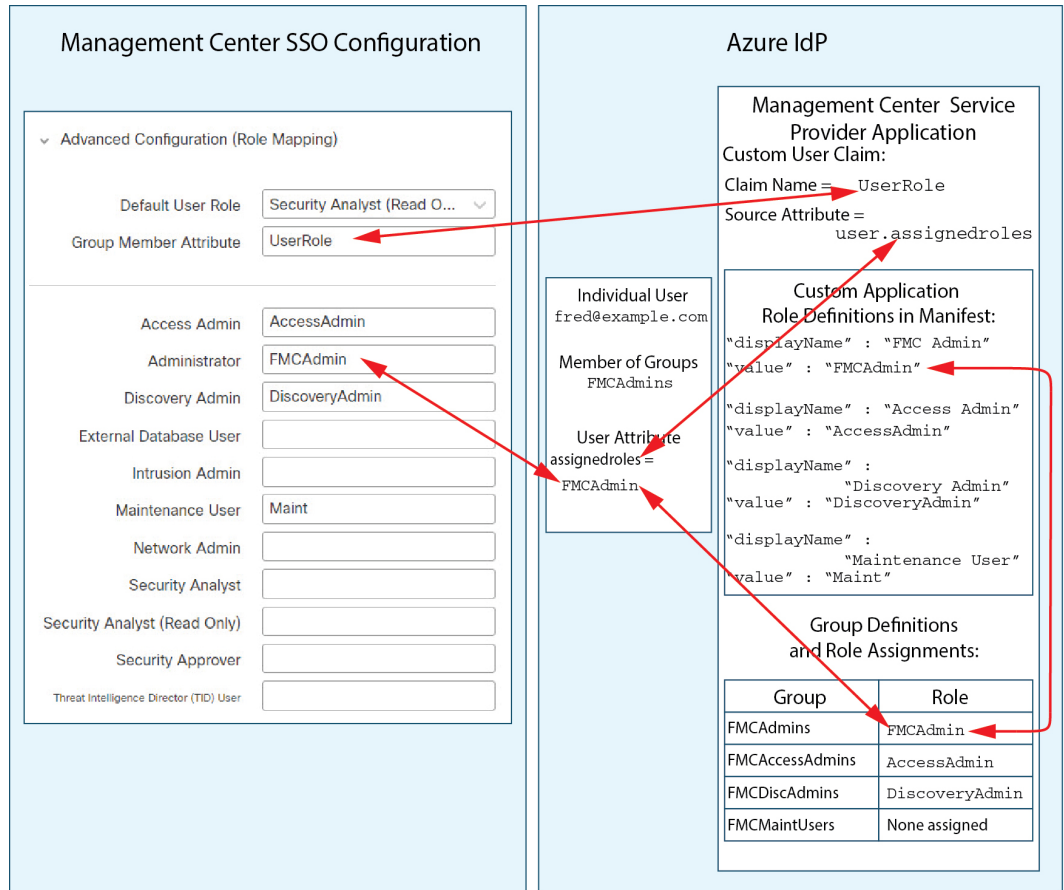 Management Center SSO Configuration
Advanced Configuration (Role Mapping)
Default User Role
Security Analyst (Read O...
Group Member Attribute
UserRole
Access Admin
AccessAdmin
Administrator
FMCAdmin
Discovery Admin
DiscoveryAdmin
External Database User
Intrusion Admin
Maintenance User
Maint
Network Admin
Security Analyst
Security Analyst (Read Only)
Security Approver
Threat Intelligence Director (TID) User
Azure IdP
Individual User
fred@example.com
Member of Groups
FMCAdmins
User Attribute
assignedroles =
FMCAdmin
Management Center Service
Provider Application
Custom User Claim:
Claim Name = UserRole
Source Attribute =
user.assignedroles
Custom Application
Role Definitions in Manifest:
“displayName” : “FMC Admin”
“value” : “FMCAdmin”
“displayName” : “Access Admin”
“value” : “AccessAdmin”
“displayName” :
“Discovery Admin”
“value” : “DiscoveryAdmin”
“displayName” :
“Maintenance User”
“value” : “Maint”
Group Definitions
and Role Assignments:
Group Role
FMCAdmins FMCAdmin
FMCAccessAdmins AccessAdmin
FMCDiscAdmins DiscoveryAdmin
FMCMaintUsers None assigned